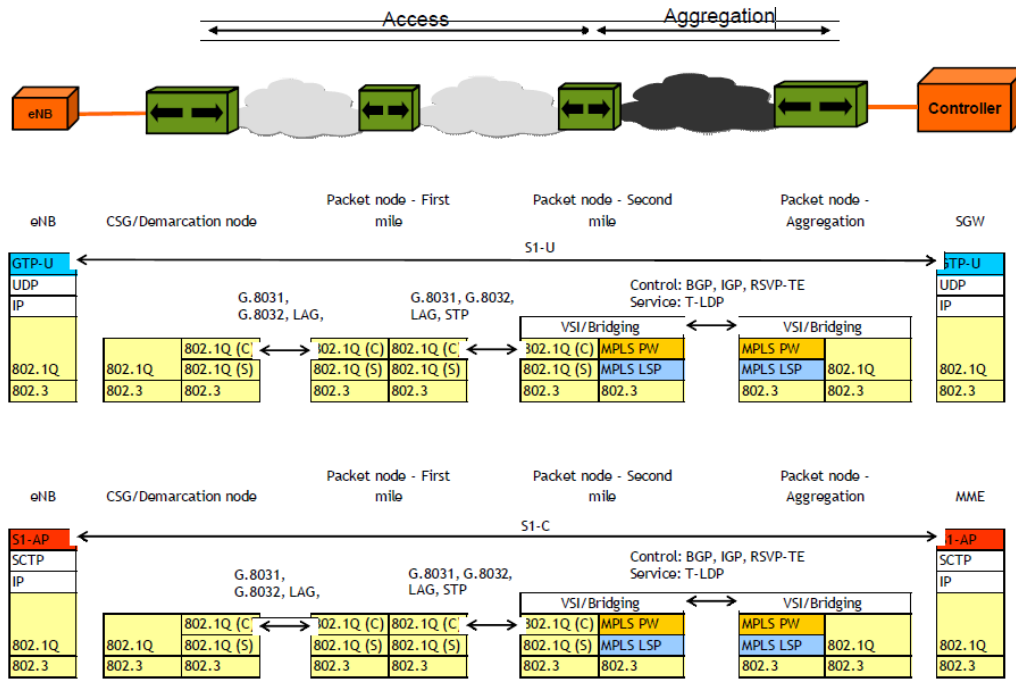 Access
Aggregation
eNB
Controller
Packet node - First
mile
Packet node - Second
mile
Packet node -
Aggregation
eNB
CSG/Demarcation node
SGW
S1-U
GTP-U
GTP-U
UDP
UDP
IP
IP
G.8031,
G.8032, LAG,
G.8031, G.8032,
LAG, STP
Control: BGP, IGP, RSVP-TE
Service: T-LDP
VSI/Bridging
VSI/Bridging
802.1Q (C)
802.1Q (C)
802.1Q (C)
802.1Q (C)
MPLS PW
MPLS PW
802.1Q
802.1Q
802.1Q (S)
802.1Q (S)
802.1Q (S)
802.1Q (S)
MPLS LSP
MPLS LSP
802.1Q
802.1Q
802.3
802.3
802.3
802.3
802.3
802.3
802.3
802.3
802.3
802.3
802.3
Packet node - First
mile
Packet node - Second
mile
Packet node -
Aggregation
eNB
CSG/Demarcation node
MME
S1-C
S1-AP
S1-AP
SCTP
SCTP
IP
IP
G.8031,
G.8032, LAG,
G.8031, G.8032,
LAG, STP
Control: BGP, IGP, RSVP-TE
Service: T-LDP
VSI/Bridging
VSI/Bridging
802.1Q (C)
802.1Q (C)
802.1Q (C)
802.1Q (C)
MPLS PW
MPLS PW
802.1Q
802.1Q
802.1Q (S)
802.1Q (S)
802.1Q (S)
802.1Q (S)
MPLS LSP
MPLS LSP
802.1Q
802.1Q
802.3
802.3
802.3
802.3
802.3
802.3
802.3
802.3
802.3
802.3